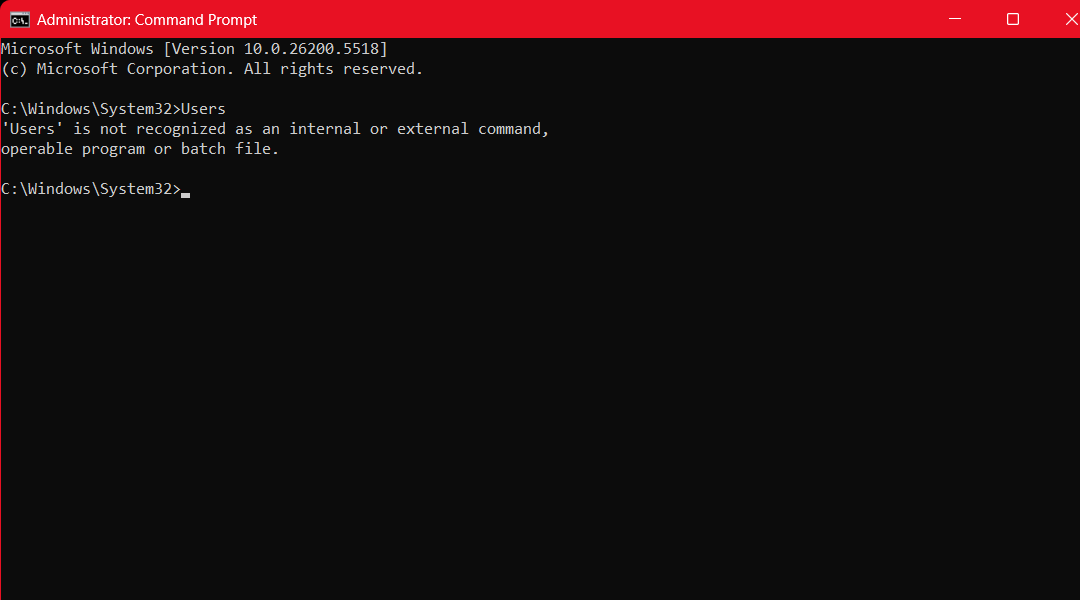 Administrator: Command Prompt
Microsoft Windows [Version 10.0.26200.5518]
(c) Microsoft Corporation. All rights reserved.
C:\Windows\System32>Users
'Users' is not recognized as an internal or external command,
operable program or batch file.
C:\Windows\System32>